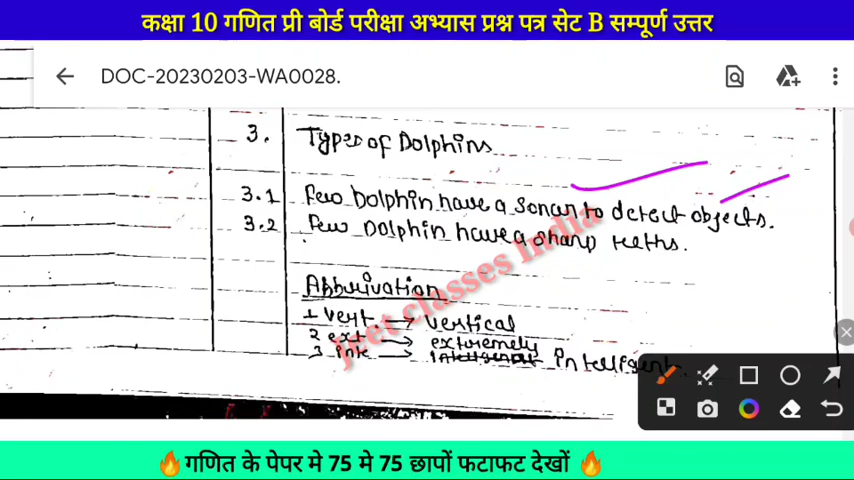 कक्षा 10 गणित प्री बोर्ड परीक्षा अभ्यास प्रश्न पत्र सेट B सम्पूर्ण उत्तर
DOC-20230203-WA0028.
3. Types of Dolphins
3.1 Few Dolphin have a sonar to detect objects.
3.2 few Dolphin have a sharp teeths.
Abbrivation
1 vert. → vertical
2 ext. → extremely
3 inte → intelligent.
jeet classes India
🔥गणित के पेपर मे 75 मे 75 छापों फटाफट देखों 🔥